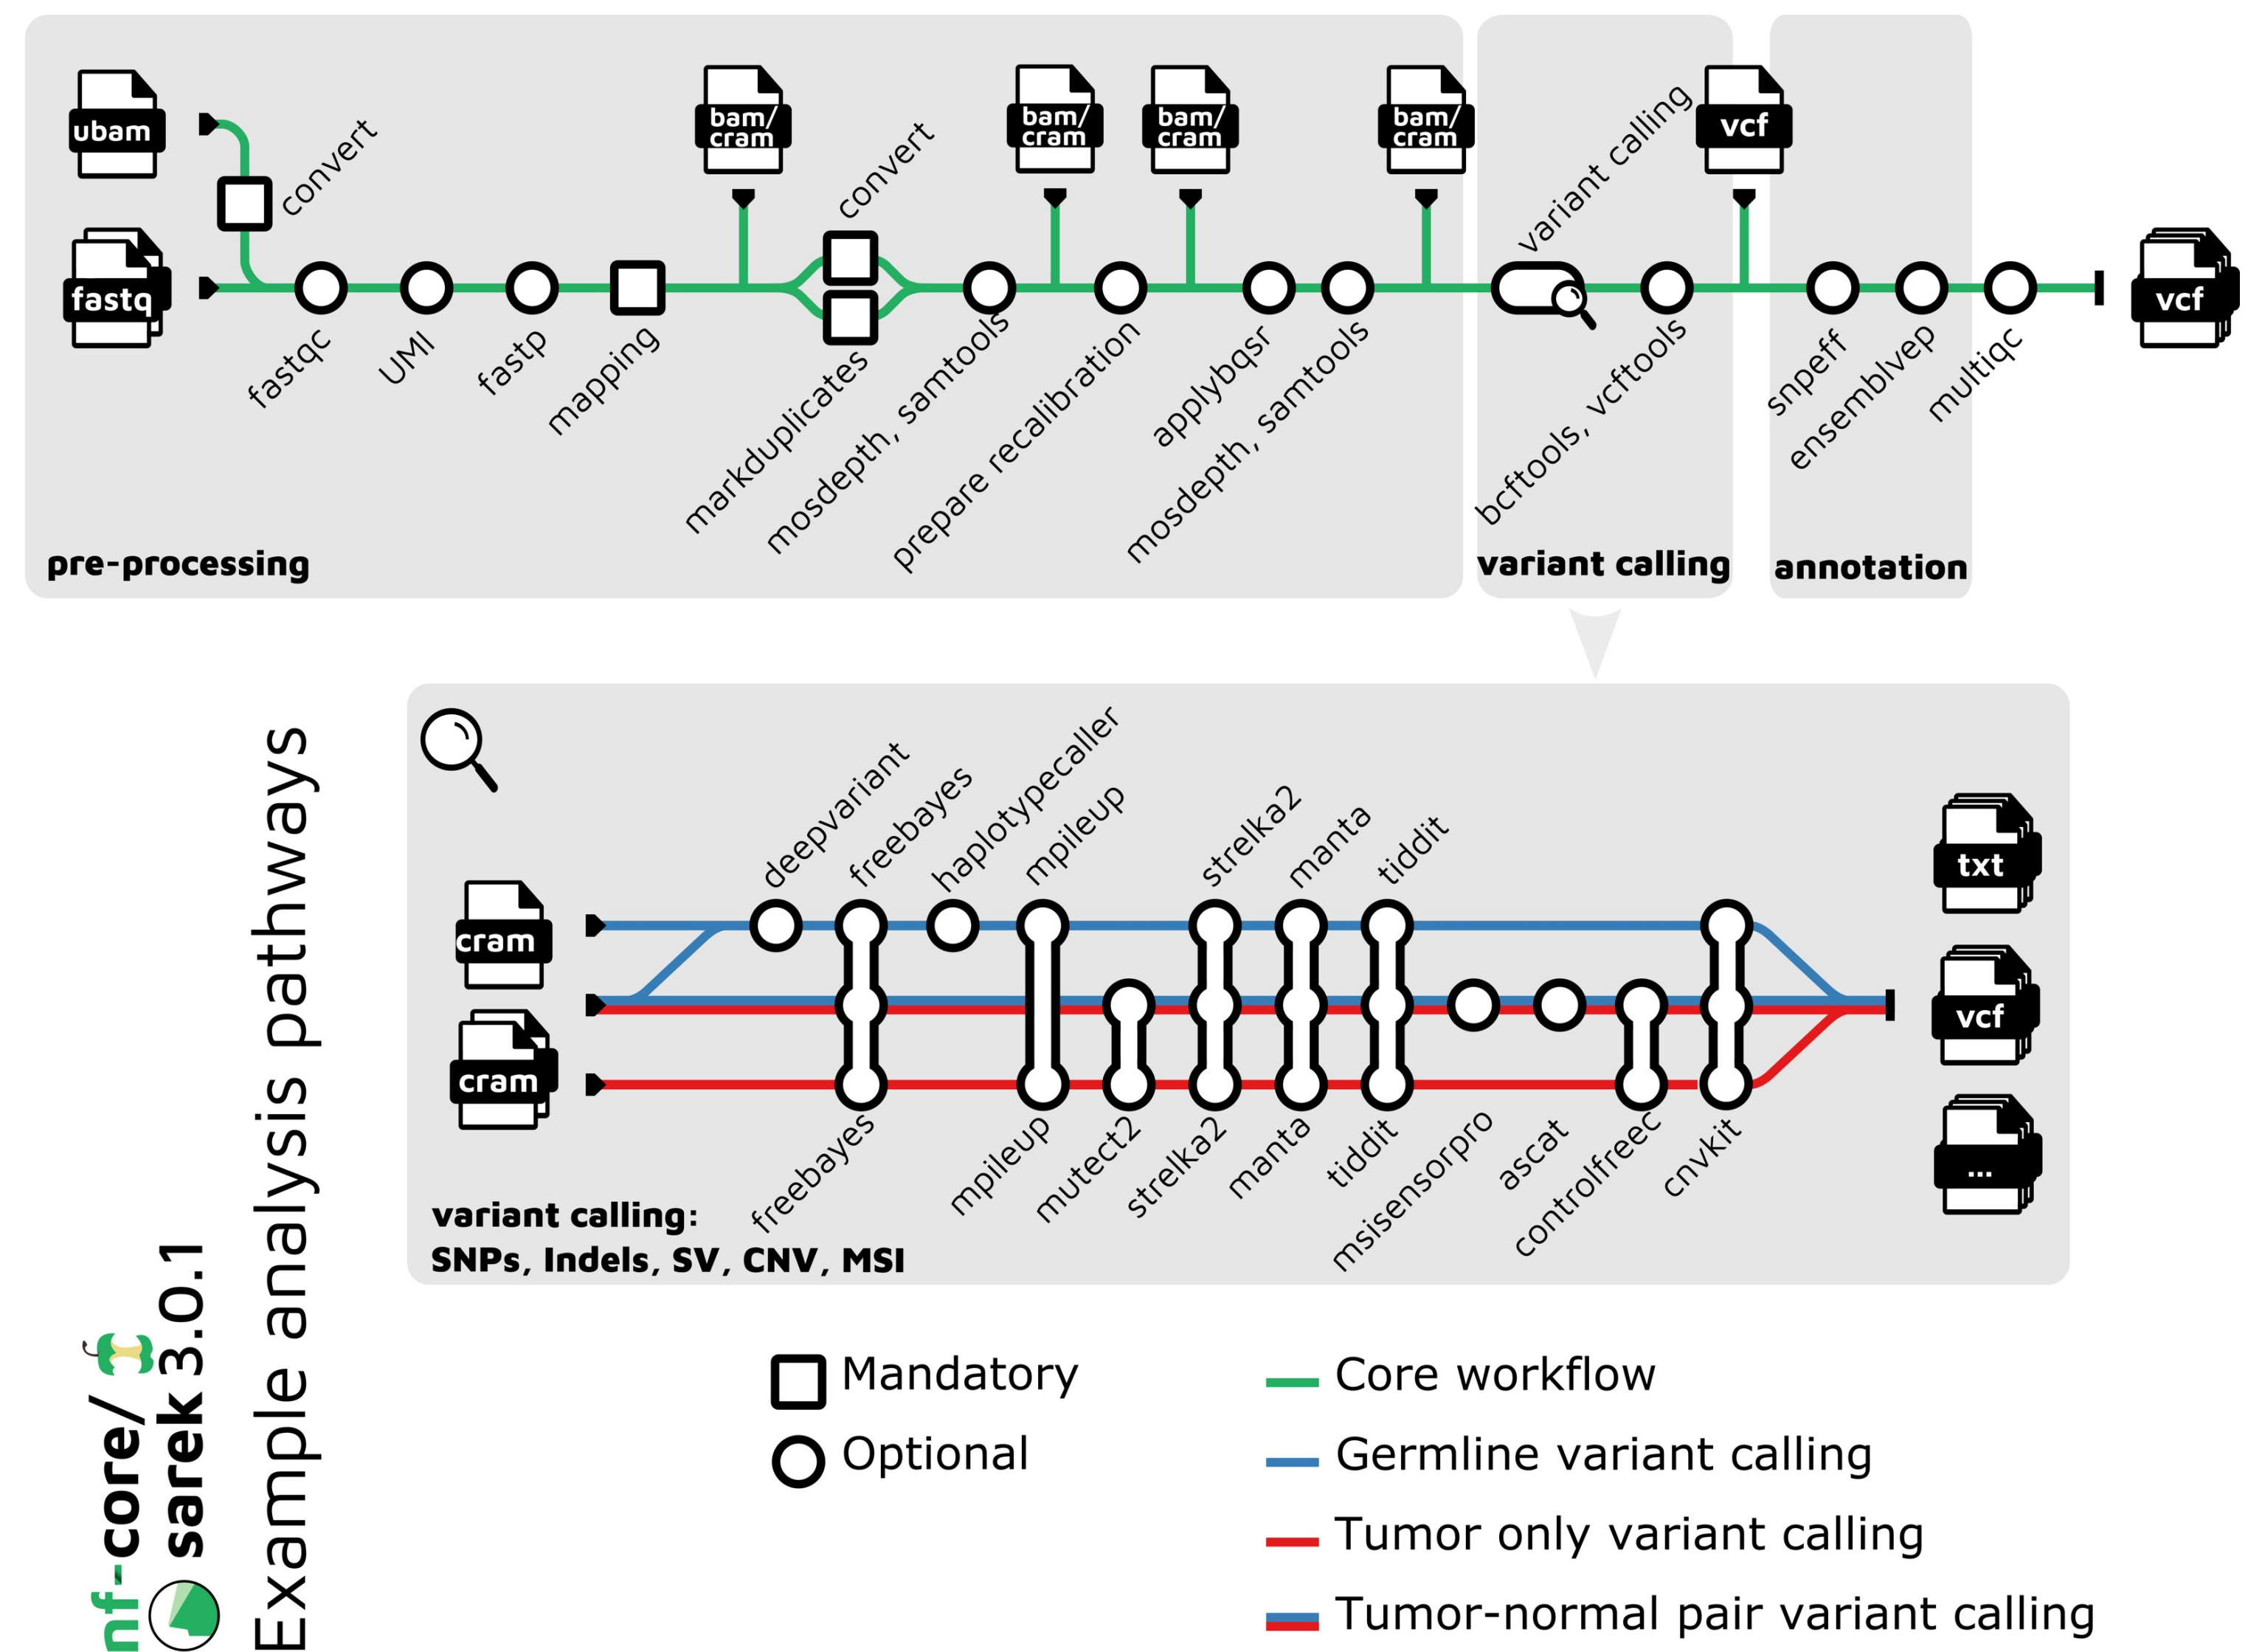 ubam
convert
fastq
fastqc
UMI
fastp
mapping
bam/
cram
convert
markduplicates
mosdepth, samtools
bam/
cram
prepare recalibration
bam/
cram
applybqsr
mosdepth, samtools
bam/
cram
variant calling
bcftools, vcftools
vcf
snpeff
ensemblvep
multiqc
vcf
pre-processing
variant calling
annotation
deepvariant
freebayes
haplotypecaller
mpileup
strelka2
manta
tiddit
cram
cram
freebayes
mpileup
mutect2
strelka2
manta
tiddit
msisensorpro
ascat
controlfreec
cnvkit
txt
vcf
...
variant calling:
SNPs, Indels, SV, CNV, MSI
nf-core/
sarek 3.0.1
Example analysis pathways
Mandatory
Optional
Core workflow
Germline variant calling
Tumor only variant calling
Tumor-normal pair variant calling